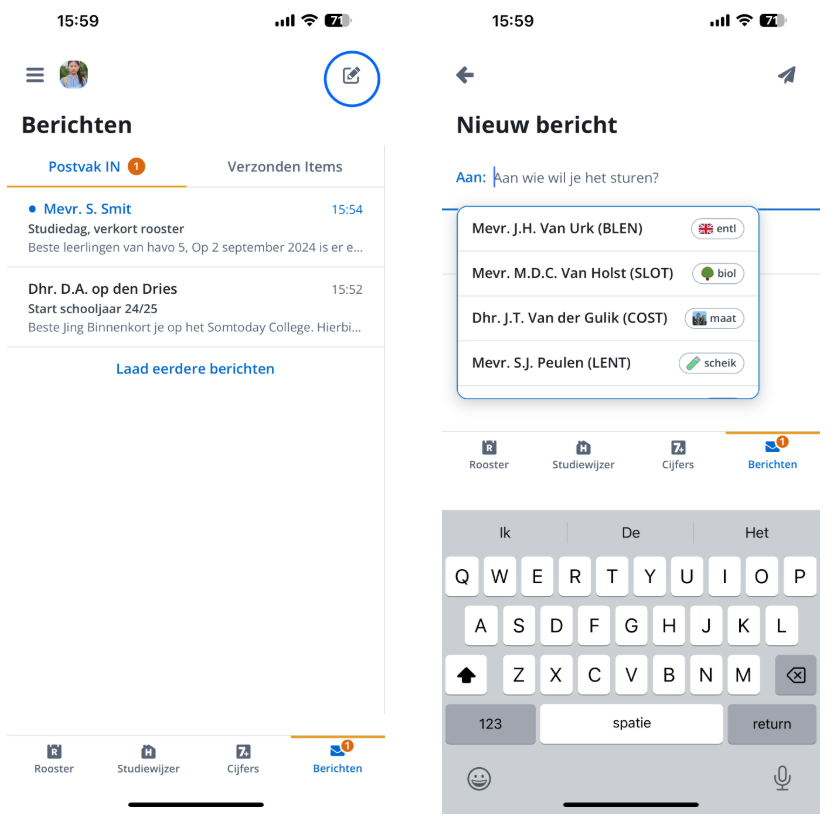 15:59
71
Berichten
Postvak IN 1
Verzonden Items
Mevr. S. Smit 15:54
Studiedag, verkort rooster
Beste leerlingen van havo 5, Op 2 september 2024 is er e...
Dhr. D.A. op den Dries 15:52
Start schooljaar 24/25
Beste Jing Binnenkort je op het Somtoday College. Hierbi...
Laad eerdere berichten
R H 7+ 1
Rooster Studiewijzer Cijfers Berichten
15:59
71
Nieuw bericht
Aan: Aan wie wil je het sturen?
Mevr. J.H. Van Urk (BLEN) entl
Mevr. M.D.C. Van Holst (SLOT) biol
Dhr. J.T. Van der Gulik (COST) maat
Mevr. S.J. Peulen (LENT) scheik
R H 7+ 1
Rooster Studiewijzer Cijfers Berichten
Ik De Het
Q W E R T Y U I O P
A S D F G H J K L
Z X C V B N M
123 spatie return